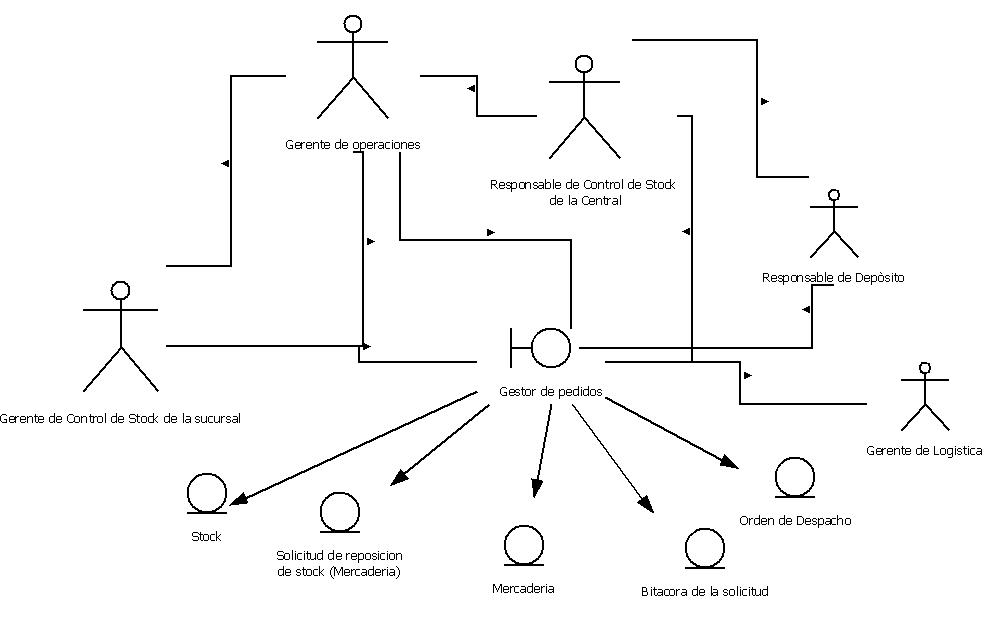 Gerente de operaciones
Responsable de Control de Stock
de la Central
Responsable de Depòsito
Gestor de pedidos
Gerente de Control de Stock de la sucursal
Gerente de Logistica
Stock
Solicitud de reposicion
de stock (Mercaderia)
Mercaderia
Bitacora de la solicitud
Orden de Despacho